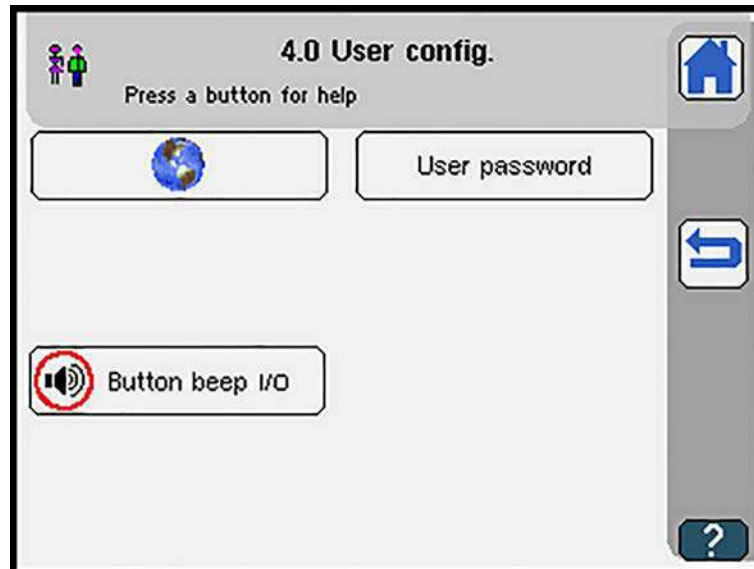 4.0 User config.
Press a button for help
User password
Button beep I/O
?